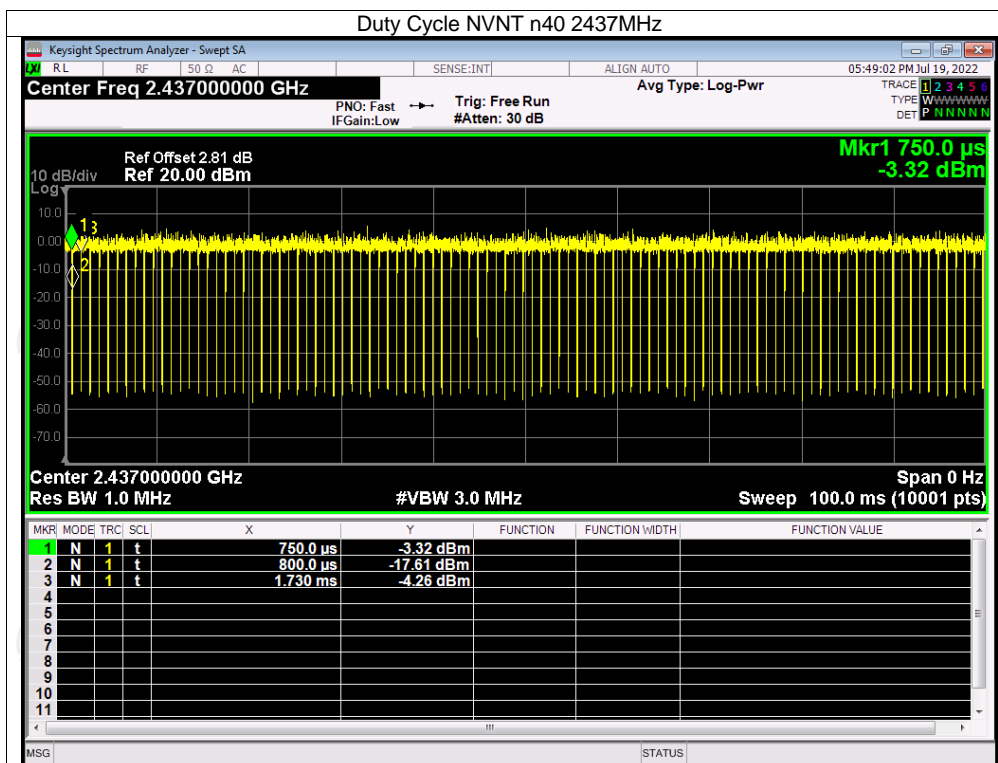 Duty Cycle NVNT n40 2437MHz
Keysight Spectrum Analyzer - Swept SA
LXI RL RF 50 Ω AC SENSE:INT ALIGN AUTO 05:49:02 PM Jul 19, 2022
Center Freq 2.437000000 GHz Avg Type: Log-Pwr TRACE 1 2 3 4 5 6
PNO: Fast Trig: Free Run TYPE WWWWWW
IFGain:Low #Atten: 30 dB DET P N N N N N
Mkr1 750.0 µs
Ref Offset 2.81 dB
10 dB/div Ref 20.00 dBm -3.32 dBm
Log
10.0
1 3
0.00
2
-10.0
-20.0
-30.0
-40.0
-50.0
-60.0
-70.0
Center 2.437000000 GHz Span 0 Hz
Res BW 1.0 MHz #VBW 3.0 MHz Sweep 100.0 ms (10001 pts)
MKR MODE TRC SCL X Y FUNCTION FUNCTION WIDTH FUNCTION VALUE
1 N 1 t 750.0 µs -3.32 dBm
2 N 1 t 800.0 µs -17.61 dBm
3 N 1 t 1.730 ms -4.26 dBm
4
5
6
7
8
9
10
11
MSG STATUS